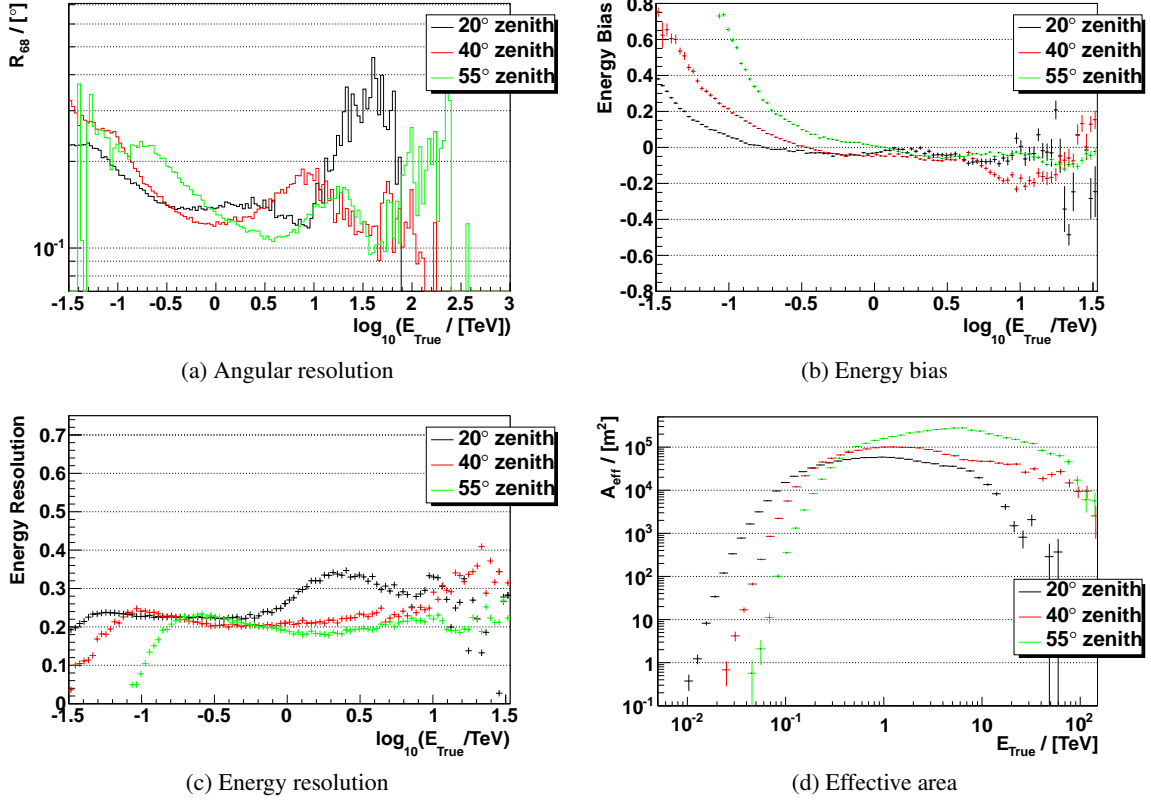 R68 / [°]
20° zenith
40° zenith
55° zenith
10-1
-1.5 -1 -0.5 0 0.5 1 1.5 2 2.5 3
log10(ETrue / [TeV])
(a) Angular resolution
Energy Bias
0.8
0.6
0.4
0.2
0
-0.2
-0.4
-0.6
-0.8
20° zenith
40° zenith
55° zenith
-1.5 -1 -0.5 0 0.5 1 1.5
log10(ETrue/TeV)
(b) Energy bias
Energy Resolution
0.7
0.6
0.5
0.4
0.3
0.2
0.1
0
20° zenith
40° zenith
55° zenith
-1.5 -1 -0.5 0 0.5 1 1.5
log10(ETrue/TeV)
(c) Energy resolution
Aeff / [m2]
105
104
103
102
10
1
10-1
20° zenith
40° zenith
55° zenith
10-2 10-1 1 10 102
ETrue / [TeV]
(d) Effective area